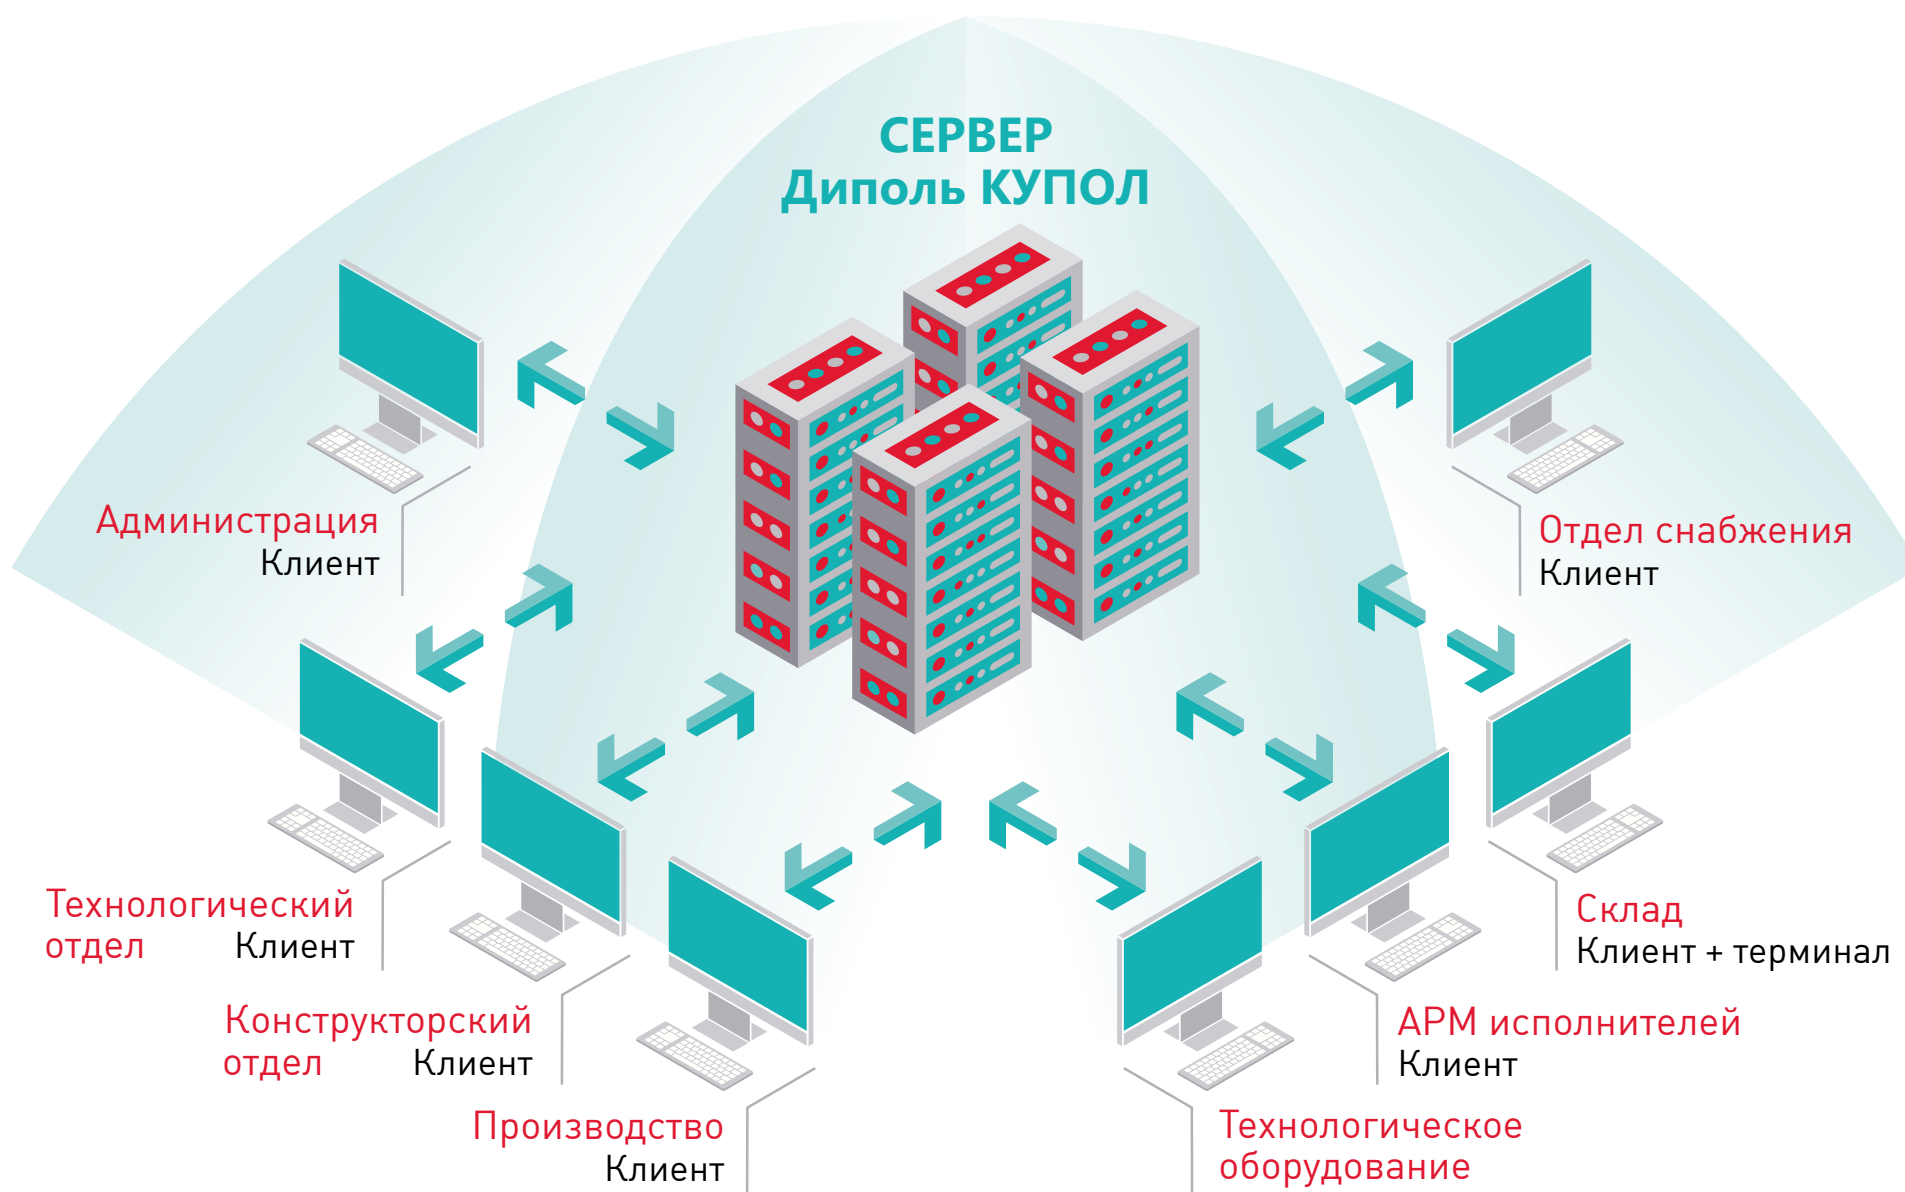 СЕРВЕР
Диполь КУПОЛ
Администрация
Клиент
Отдел снабжения
Клиент
Технологический
отдел Клиент
Склад
Клиент + терминал
Конструкторский
отдел Клиент
АРМ исполнителей
Клиент
Производство
Клиент
Технологическое
оборудование